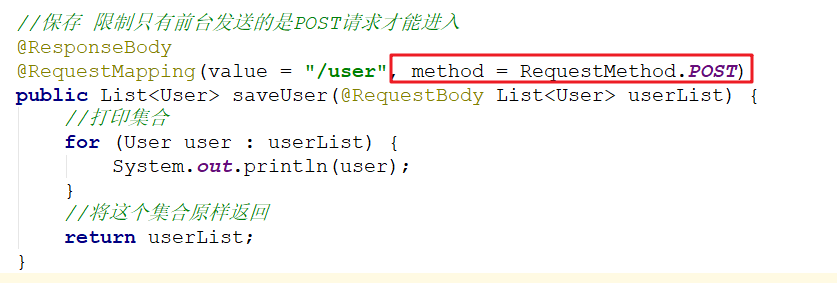 //保存 限制只有前台发送的是POST请求才能进入
@ResponseBody
@RequestMapping(value = "/user", method = RequestMethod.POST)
public List<User> saveUser(@RequestBody List<User> userList) {
    //打印集合
    for (User user : userList) {
        System.out.println(user);
    }
    //将这个集合原样返回
    return userList;
}